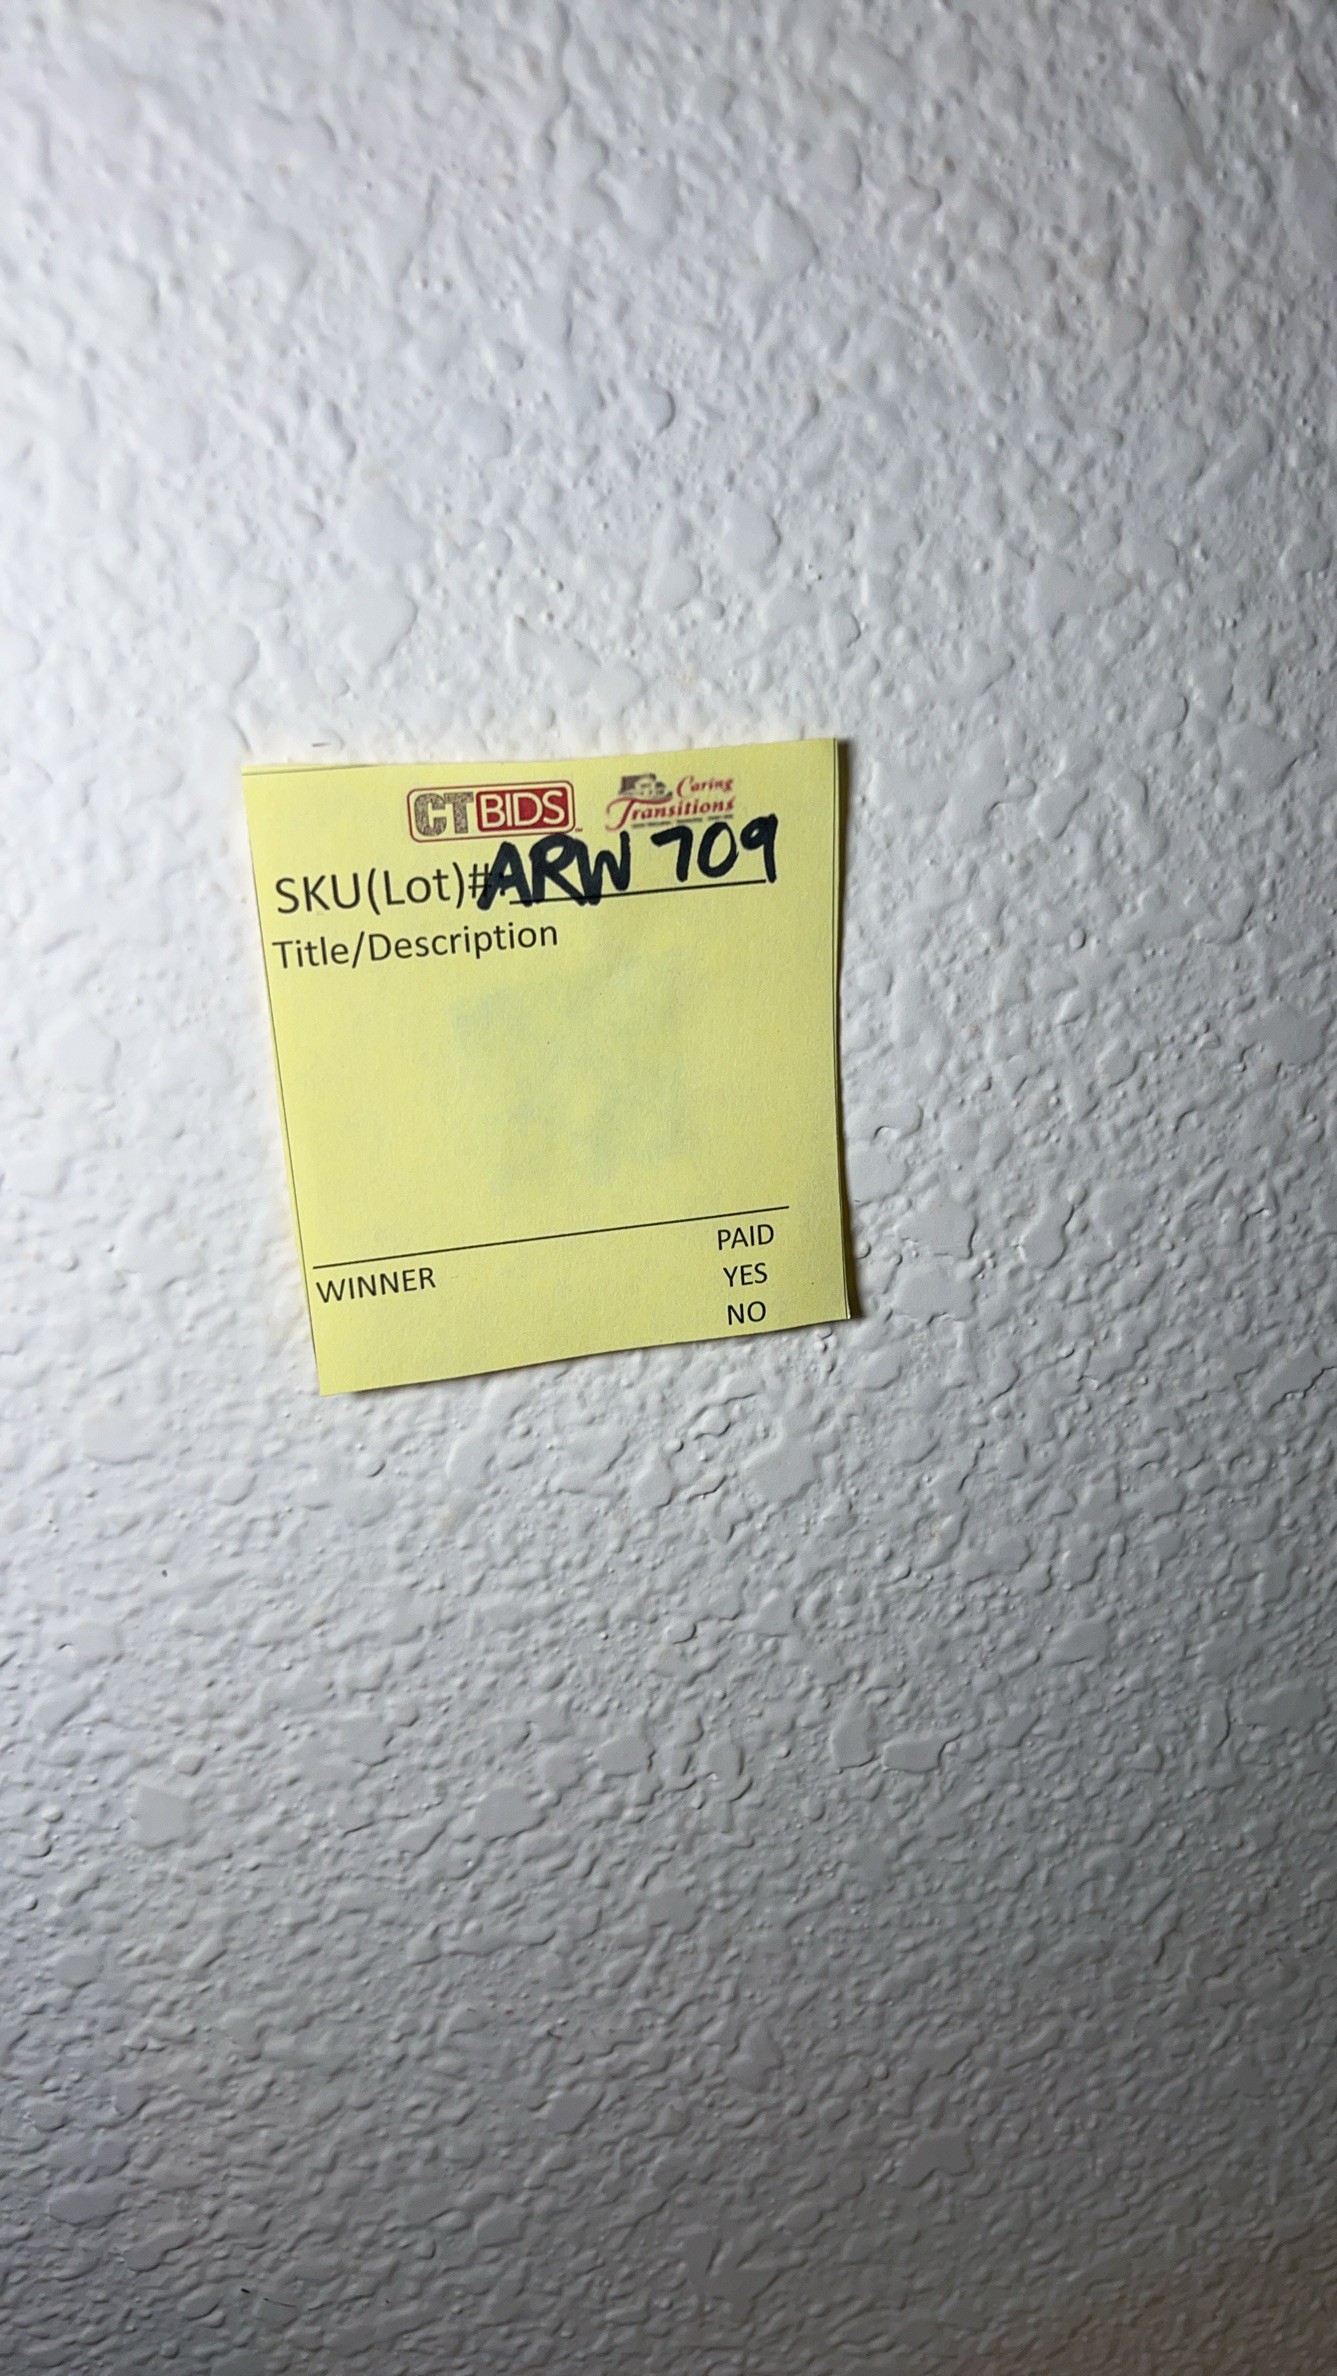 CTBIDS Caring Transitions
SKU(Lot)# ARW 709
Title/Description
PAID
WINNER YES
NO